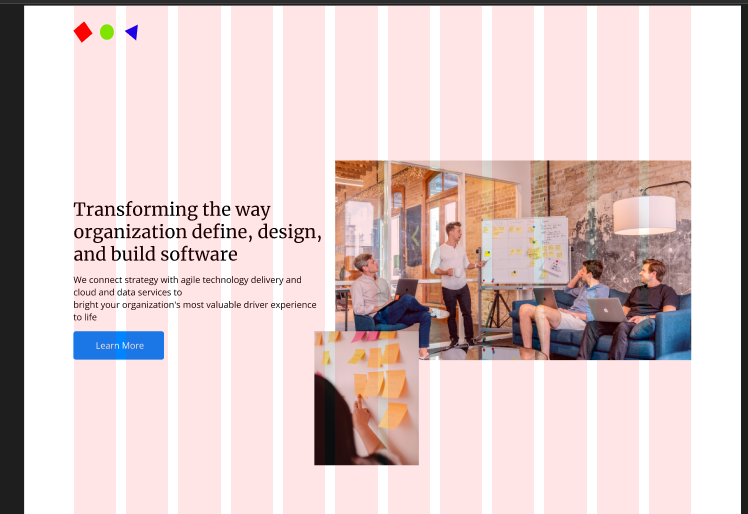 Transforming the way
organization define, design,
and build software
We connect strategy with agile technology delivery and
cloud and data services to
bright your organization's most valuable driver experience
to life
Learn More